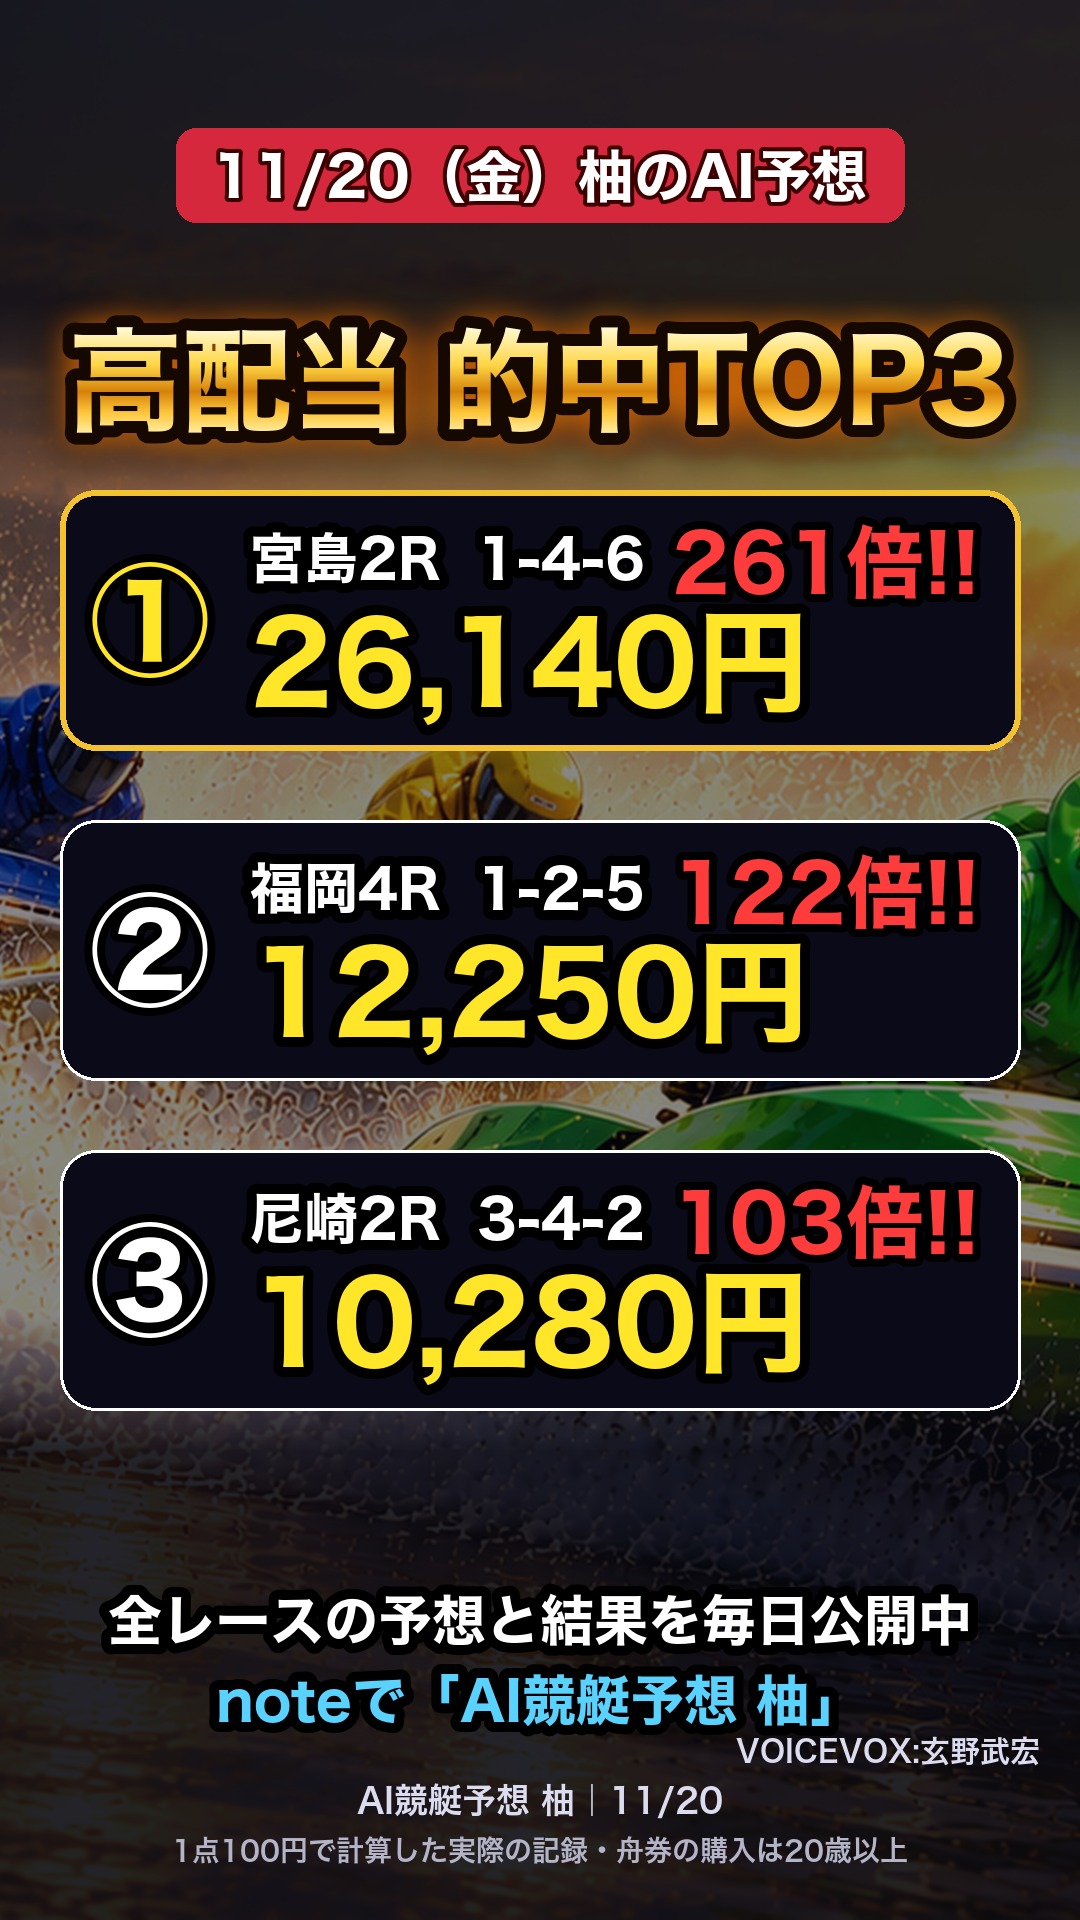 11/20（金）柚のAI予想
高配当 的中TOP3
① 宮島2R 1-4-6 261倍!!
26,140円
② 福岡4R 1-2-5 122倍!!
12,250円
③ 尼崎2R 3-4-2 103倍!!
10,280円
全レースの予想と結果を毎日公開中
noteで「AI競艇予想 柚」
VOICEVOX:玄野武宏
AI競艇予想 柚｜11/20
1点100円で計算した実際の記録・舟券の購入は20歳以上